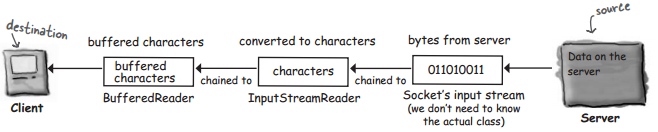 destination
source
buffered characters
converted to characters
bytes from server
buffered
characters
characters
011010011
Data on the
server
chained to
chained to
BufferedReader
InputStreamReader
Socket's input stream
(we don't need to know
the actual class)
Client
Server